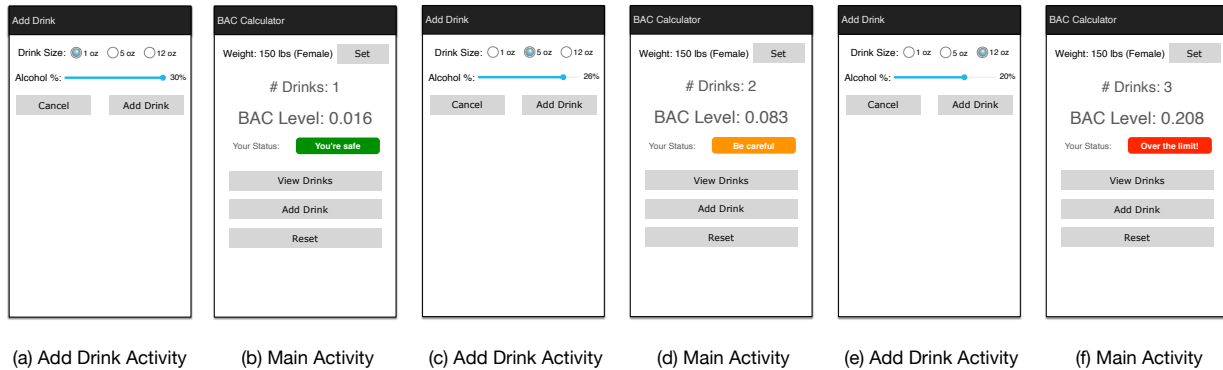 Add Drink
Drink Size: 1 oz 5 oz 12 oz
Alcohol %: 30%
Cancel Add Drink
BAC Calculator
Weight: 150 lbs (Female) Set
# Drinks: 1
BAC Level: 0.016
Your Status: You're safe
View Drinks
Add Drink
Reset
Add Drink
Drink Size: 1 oz 5 oz 12 oz
Alcohol %: 26%
Cancel Add Drink
BAC Calculator
Weight: 150 lbs (Female) Set
# Drinks: 2
BAC Level: 0.083
Your Status: Be careful
View Drinks
Add Drink
Reset
Add Drink
Drink Size: 1 oz 5 oz 12 oz
Alcohol %: 20%
Cancel Add Drink
BAC Calculator
Weight: 150 lbs (Female) Set
# Drinks: 3
BAC Level: 0.208
Your Status: Over the limit!
View Drinks
Add Drink
Reset
(a) Add Drink Activity (b) Main Activity (c) Add Drink Activity (d) Main Activity (e) Add Drink Activity (f) Main Activity